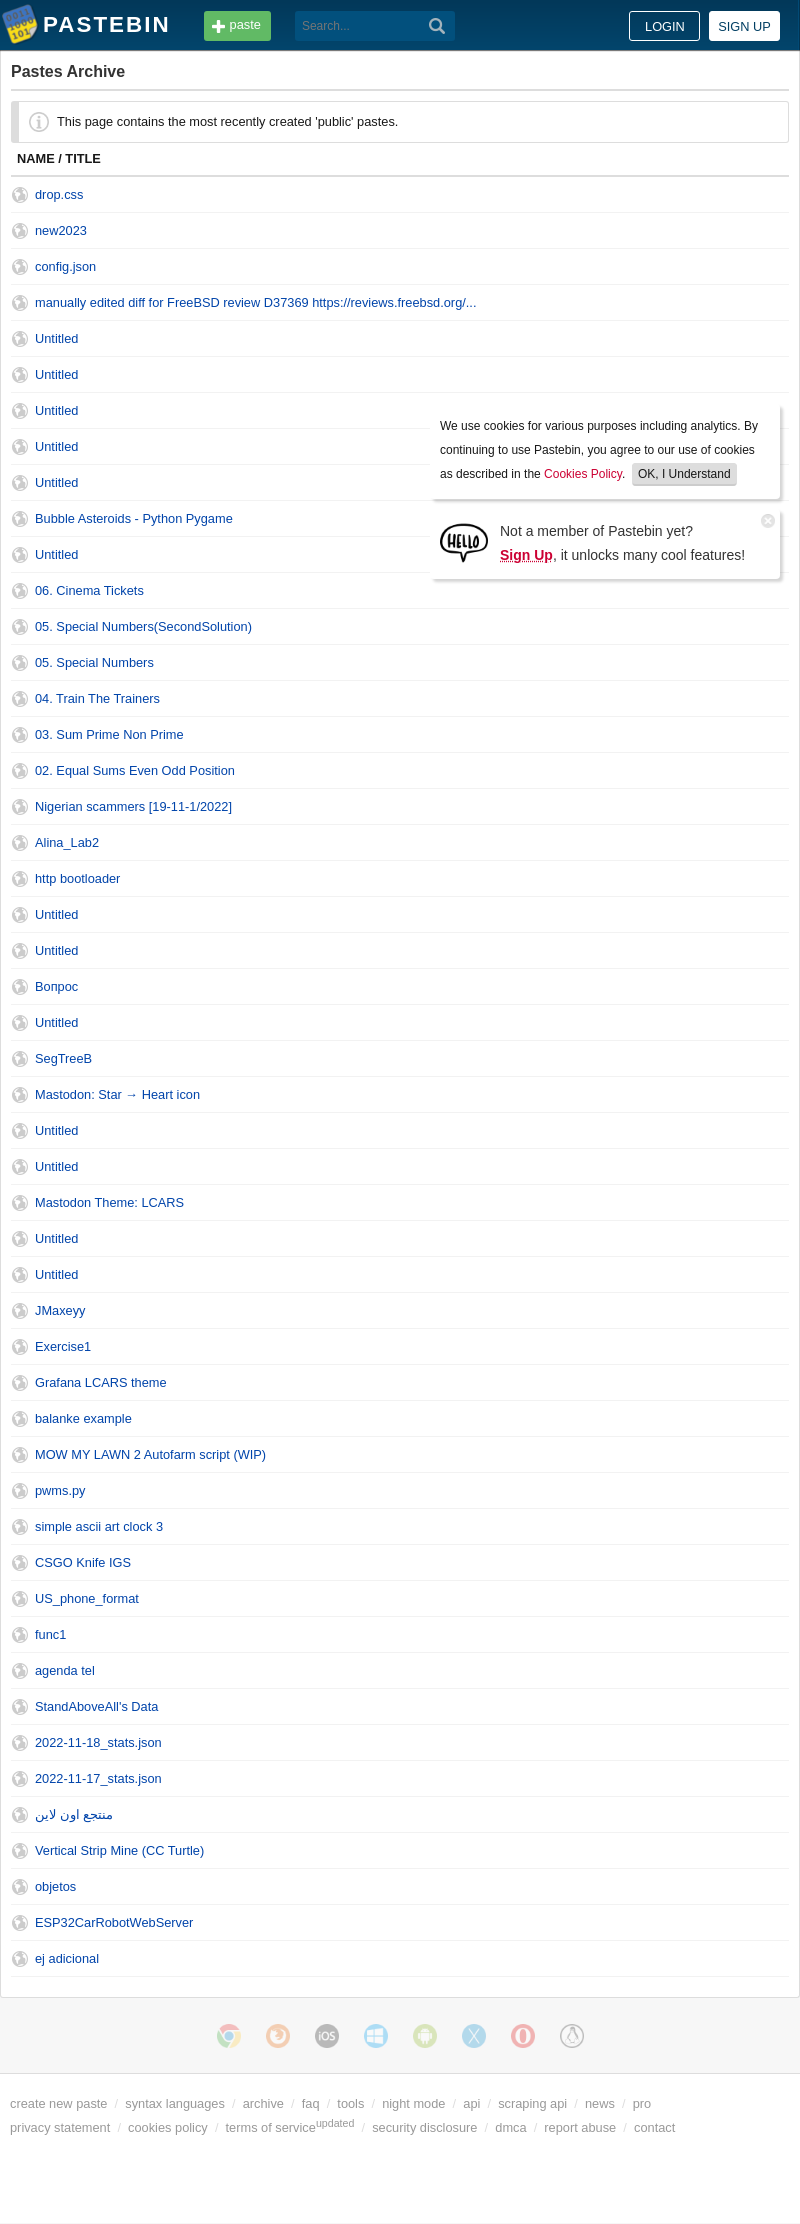 PASTEBIN
paste
Search...
LOGIN
SIGN UP
Pastes Archive
This page contains the most recently created 'public' pastes.
NAME / TITLE
drop.css
new2023
config.json
manually edited diff for FreeBSD review D37369 https://reviews.freebsd.org/...
Untitled
Untitled
Untitled
Untitled
Untitled
Bubble Asteroids - Python Pygame
Untitled
We use cookies for various purposes including analytics. By
continuing to use Pastebin, you agree to our use of cookies
as described in the Cookies Policy. OK, I Understand
HELLO
Not a member of Pastebin yet?
Sign Up, it unlocks many cool features!
06. Cinema Tickets
05. Special Numbers(SecondSolution)
05. Special Numbers
04. Train The Trainers
03. Sum Prime Non Prime
02. Equal Sums Even Odd Position
Nigerian scammers [19-11-1/2022]
Alina_Lab2
http bootloader
Untitled
Untitled
Вопрос
Untitled
SegTreeB
Mastodon: Star → Heart icon
Untitled
Untitled
Mastodon Theme: LCARS
Untitled
Untitled
JMaxeyy
Exercise1
Grafana LCARS theme
balanke example
MOW MY LAWN 2 Autofarm script (WIP)
pwms.py
simple ascii art clock 3
CSGO Knife IGS
US_phone_format
func1
agenda tel
StandAboveAll's Data
2022-11-18_stats.json
2022-11-17_stats.json
منتجع اون لاين
Vertical Strip Mine (CC Turtle)
objetos
ESP32CarRobotWebServer
ej adicional
iOS
create new paste / syntax languages / archive / faq / tools / night mode / api / scraping api / news / pro
privacy statement / cookies policy / terms of service updated / security disclosure / dmca / report abuse / contact